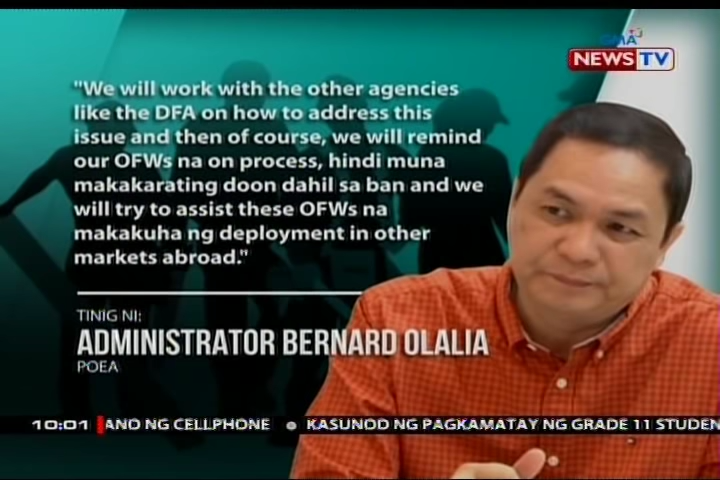 GMA
NEWS TV
"We will work with the other agencies
like the DFA on how to address this
issue and then of course, we will remind
our OFWs na on process, hindi muna
makakarating doon dahil sa ban and we
will try to assist these OFWs na
makakuha ng deployment in other
markets abroad."
TINIG NI:
ADMINISTRATOR BERNARD OLALIA
POEA
10:01 ANO NG CELLPHONE • KASUNOD NG PAGKAMATAY NG GRADE 11 STUDEN